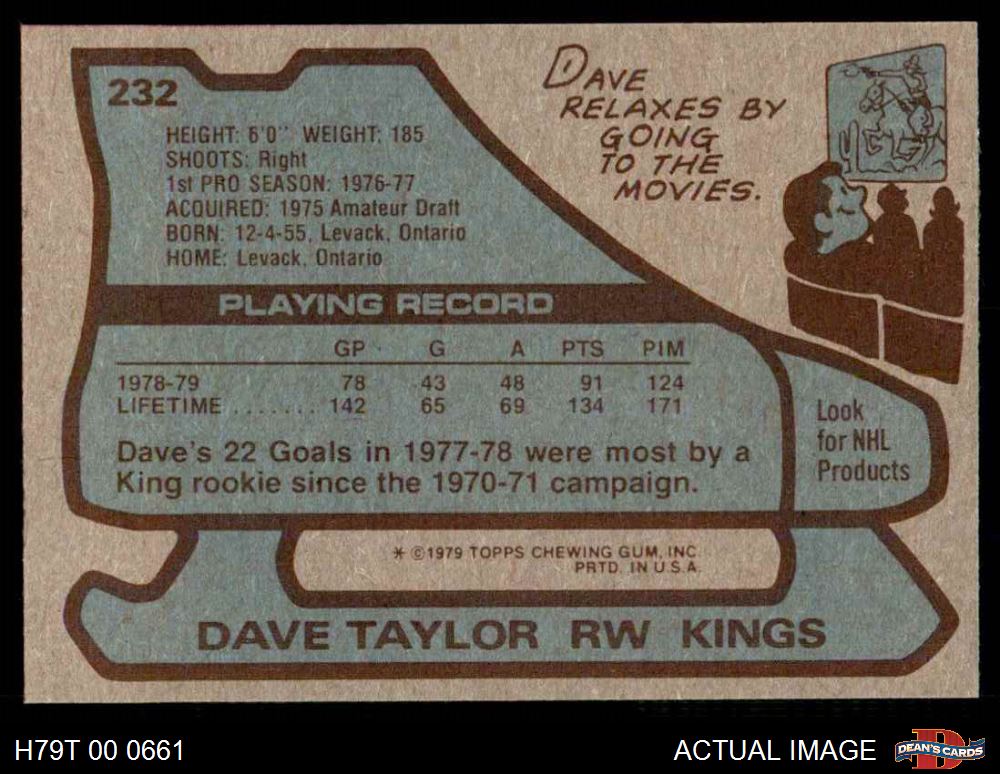 232
HEIGHT: 6'0" WEIGHT: 185
SHOOTS: Right
1st PRO SEASON: 1976-77
ACQUIRED: 1975 Amateur Draft
BORN: 12-4-55, Levack, Ontario
HOME: Levack, Ontario
DAVE
RELAXES BY
GOING
TO THE
MOVIES.
PLAYING RECORD
GP G A PTS PIM
1978-79 78 43 48 91 124
LIFETIME ....... 142 65 69 134 171
Dave's 22 Goals in 1977-78 were most by a
King rookie since the 1970-71 campaign.
Look
for NHL
Products
* ©1979 TOPPS CHEWING GUM, INC.
PRTD. IN U.S.A.
DAVE TAYLOR RW KINGS
H79T 00 0661
ACTUAL IMAGE
D
DEAN'S CARDS